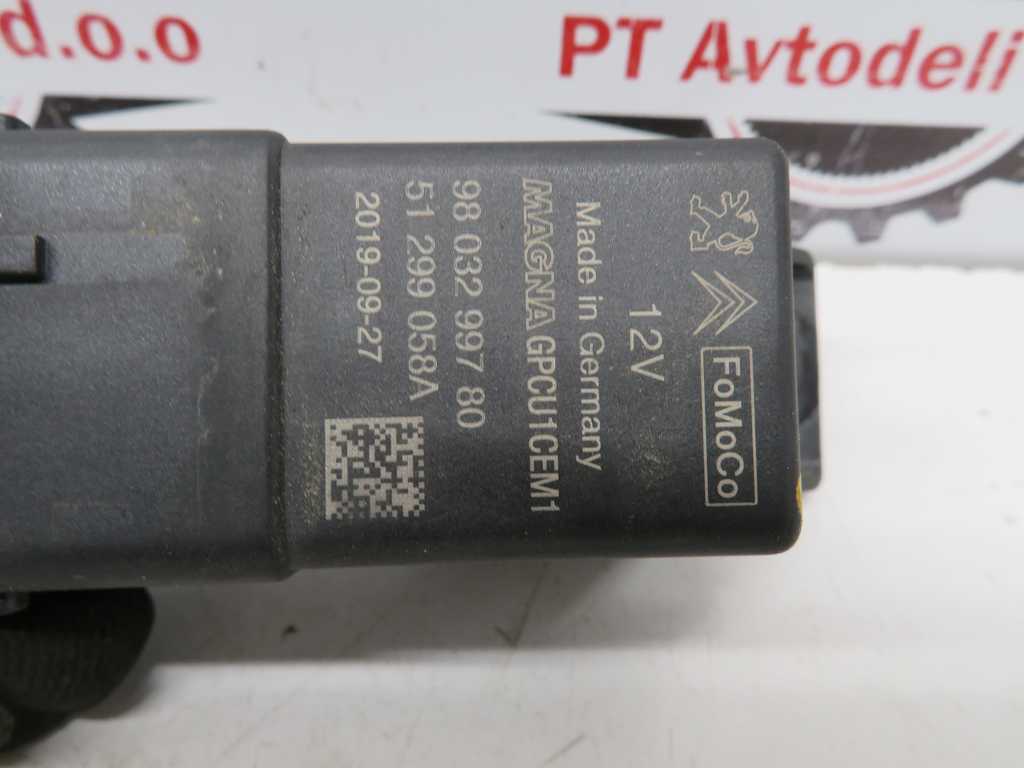 d.o.o
PT Avtodeli
FoMoCo
12V
Made in Germany
MAGNA GPCU1CEM1
98 032 997 80
51 299 058A
2019-09-27